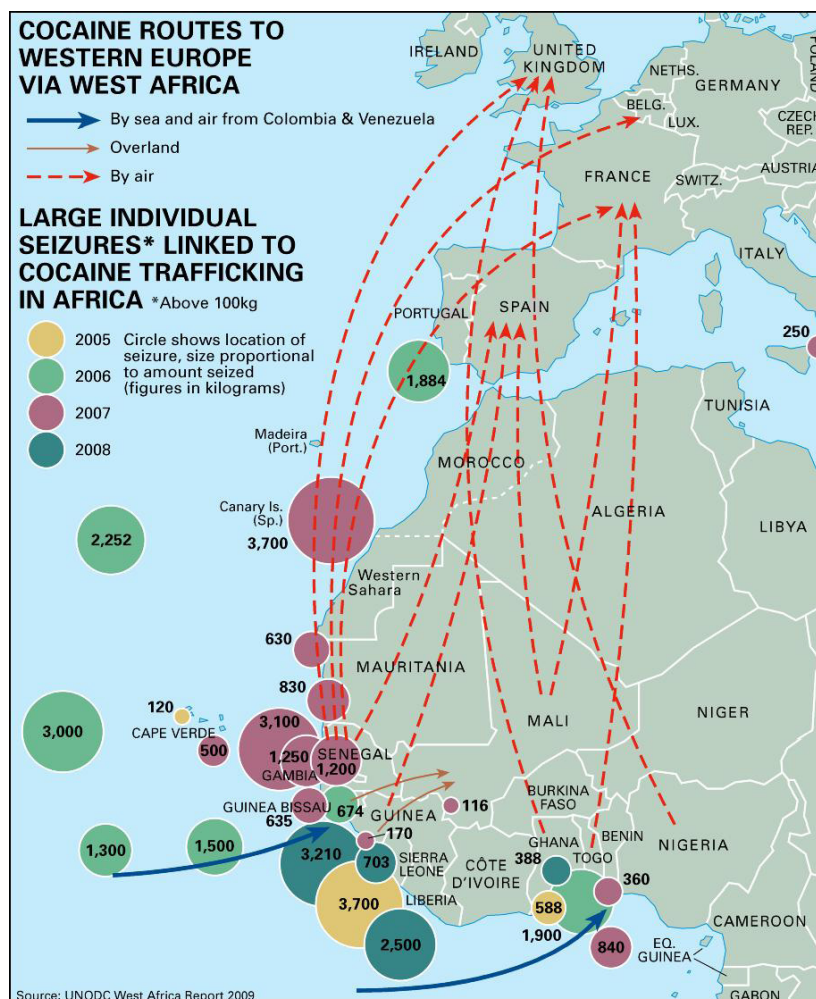 COCAINE ROUTES TO
WESTERN EUROPE
VIA WEST AFRICA
By sea and air from Colombia & Venezuela
Overland
By air
LARGE INDIVIDUAL
SEIZURES* LINKED TO
COCAINE TRAFFICKING
IN AFRICA *Above 100kg
2005
2006
2007
2008
Circle shows location of
seizure, size proportional
to amount seized
(figures in kilograms)
IRELAND
UNITED
KINGDOM
NETHS.
GERMANY
POLAND
BELG.
LUX.
CZECH
REP.
FRANCE
SWITZ.
AUSTRIA
ITALY
PORTUGAL
SPAIN
1,884
250
TUNISIA
Madeira
(Port.)
MOROCCO
Canary Is.
(Sp.)
3,700
ALGERIA
LIBYA
2,252
Western
Sahara
630
MAURITANIA
830
3,000
120
CAPE VERDE
500
3,100
1,250
SENEGAL
1,200
GAMBIA
MALI
NIGER
GUINEA BISSAU
635
674
GUINEA
116
BURKINA
FASO
170
1,300
1,500
3,210
703
SIERRA
LEONE
CÔTE
D'IVOIRE
GHANA
388
TOGO
BENIN
NIGERIA
360
3,700
LIBERIA
588
1,900
2,500
840
CAMEROON
EQ.
GUINEA
GABON
Source: UNODC West Africa Report 2009